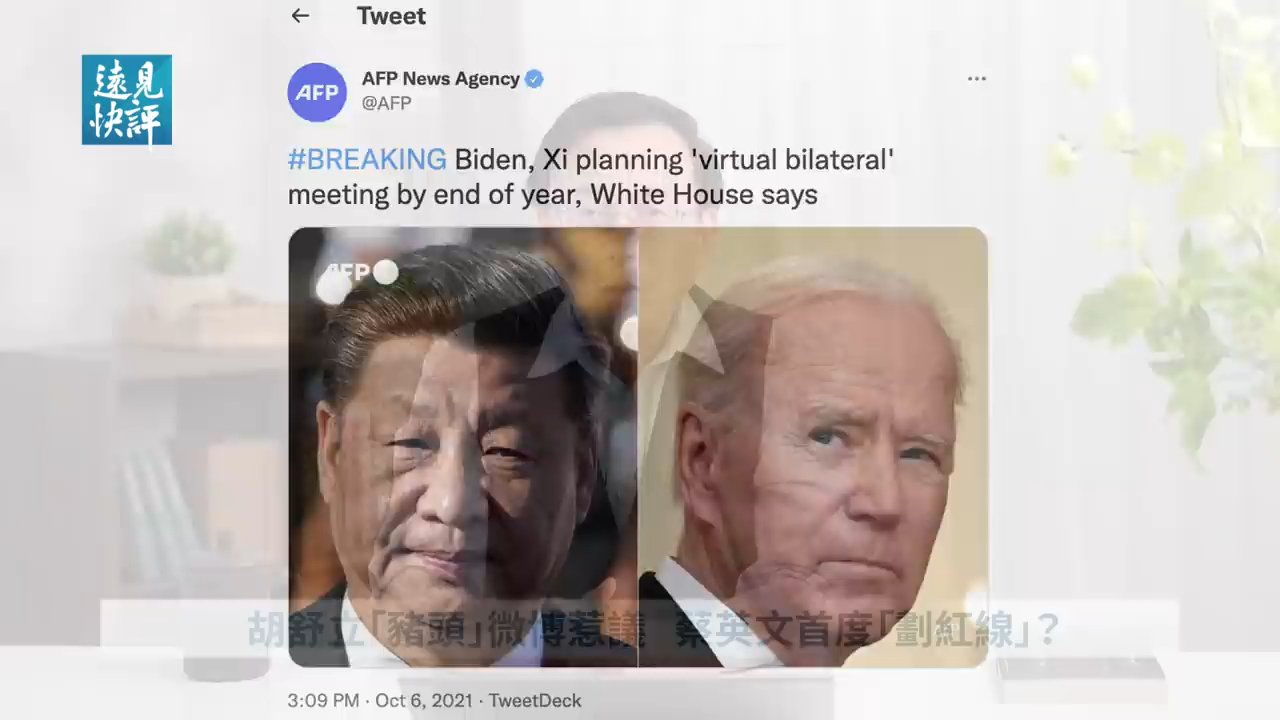 Tweet
遠見
快評
AFP
AFP News Agency
@AFP
#BREAKING Biden, Xi planning 'virtual bilateral'
meeting by end of year, White House says
AFP
胡舒立「豬頭」微博惹議 蔡英文首度「劃紅線」？
3:09 PM · Oct 6, 2021 · TweetDeck